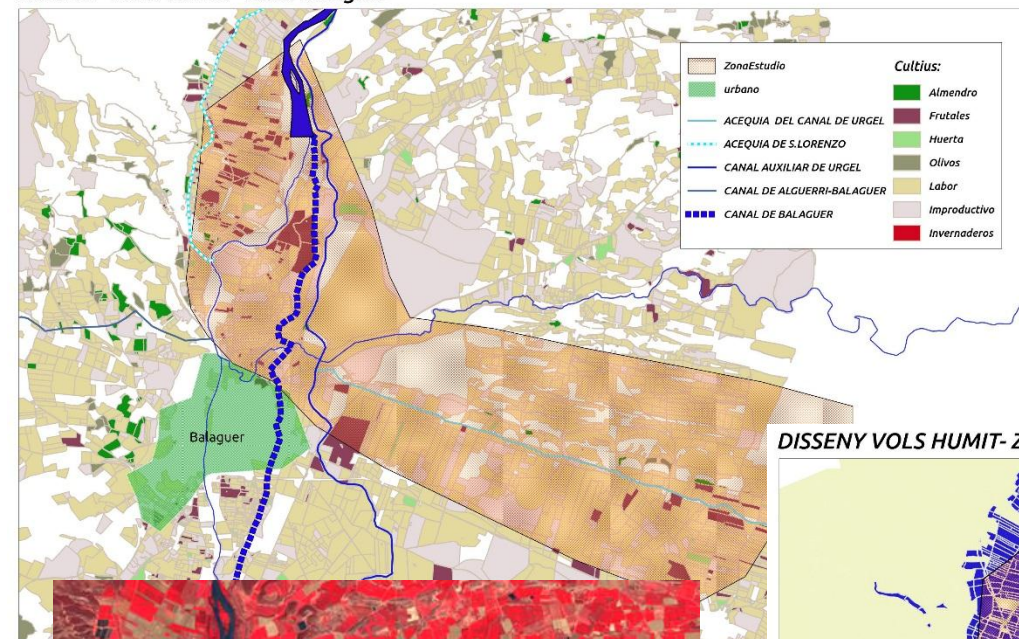 ZonaEstudio
urbano
ACEQUIA DEL CANAL DE URGEL
ACEQUIA DE S.LORENZO
CANAL AUXILIAR DE URGEL
CANAL DE ALGUERRI-BALAGUER
CANAL DE BALAGUER
Cultius:
Almendro
Frutales
Huerta
Olivos
Labor
Improductivo
Invernaderos
Balaguer
DISSENY VOLS HUMIT- Z